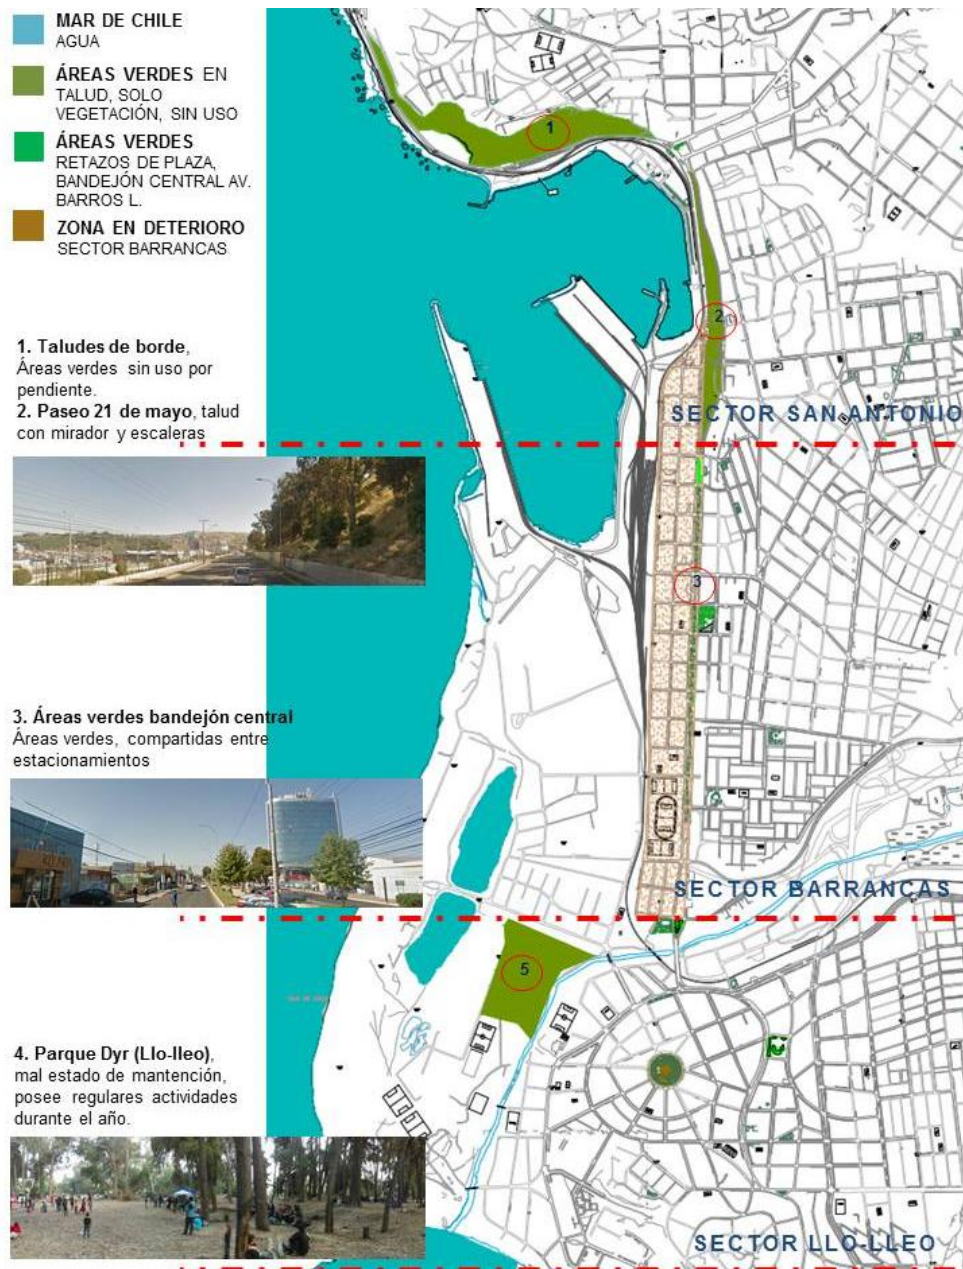 MAR DE CHILE
AGUA
ÁREAS VERDES EN
TALUD, SOLO
VEGETACIÓN, SIN USO
ÁREAS VERDES
RETAZOS DE PLAZA,
BANDEJÓN CENTRAL AV.
BARROS L.
ZONA EN DETERIORO
SECTOR BARRANCAS
1. Taludes de borde,
Áreas verdes sin uso por
pendiente.
2. Paseo 21 de mayo, talud
con mirador y escaleras
3. Áreas verdes bandejón central
Áreas verdes, compartidas entre
estacionamientos
4. Parque Dyr (Llo-lleo),
mal estado de mantención,
posee regulares actividades
durante el año.
1
2
SECTOR SAN ANTONIO
3
SECTOR BARRANCAS
5
SECTOR LLO-LLEO